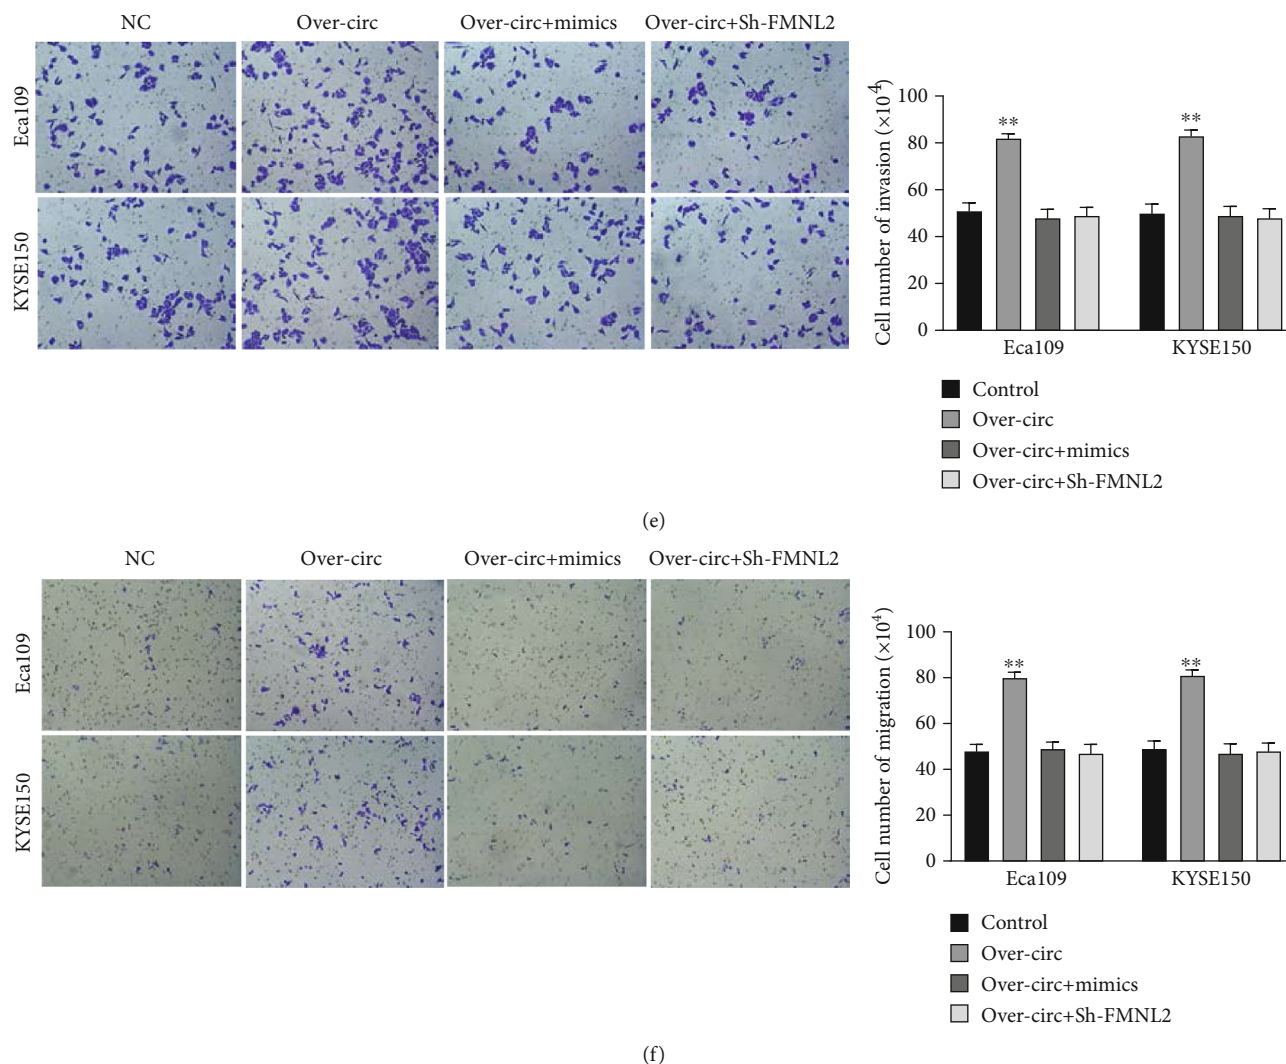 NC Over-circ Over-circ+mimics Over-circ+Sh-FMNL2
Eca109
KYSE150
Cell number of invasion (×10⁻⁴)
100
80
60
40
20
0
** **
Eca109 KYSE150
Control
Over-circ
Over-circ+mimics
Over-circ+Sh-FMNL2
(e)
NC Over-circ Over-circ+mimics Over-circ+Sh-FMNL2
Eca109
KYSE150
Cell number of migration (×10⁴)
100
80
60
40
20
0
** **
Eca109 KYSE150
Control
Over-circ
Over-circ+mimics
Over-circ+Sh-FMNL2
(f)